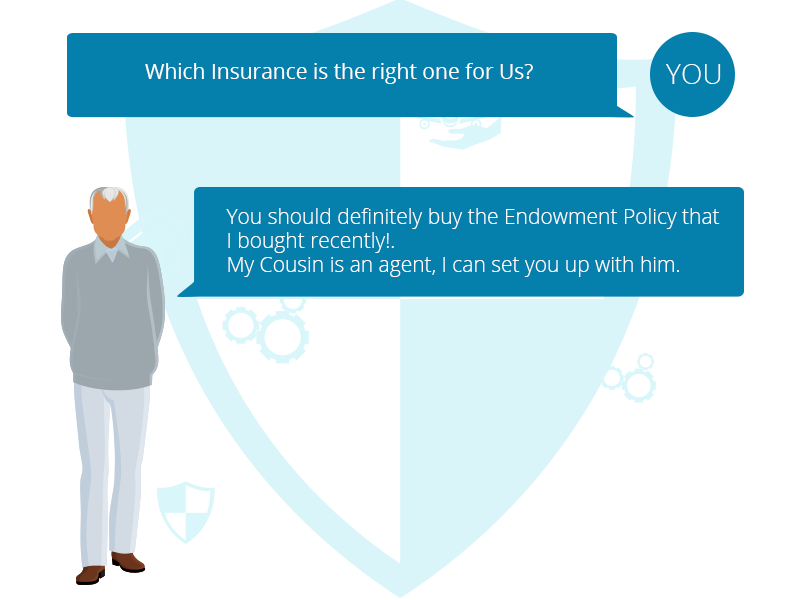 Which Insurance is the right one for Us?
YOU
You should definitely buy the Endowment Policy that
I bought recently!.
My Cousin is an agent, I can set you up with him.